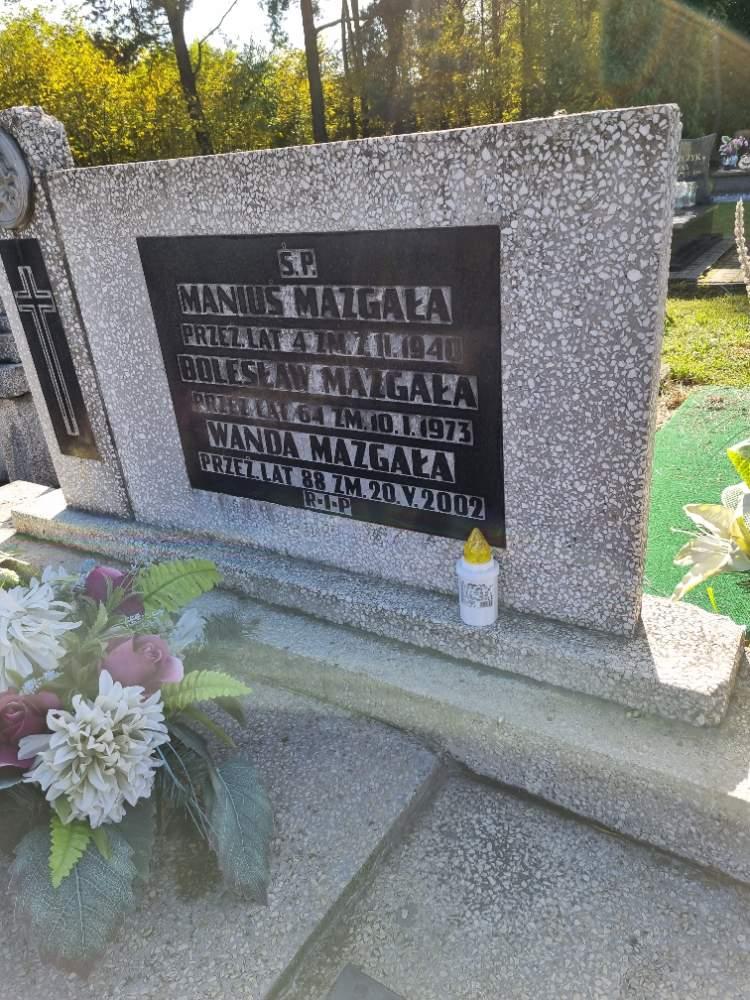 Ś.P.
MANIUŚ MAZGAŁA
PRZEŻ. LAT 4 ZM. 2.II.1940
BOLESŁAW MAZGAŁA
PRZEŻ. LAT 64 ZM. 10.I.1973
WANDA MAZGAŁA
PRZEŻ. LAT 88 ZM. 20.V.2002
R-I-P